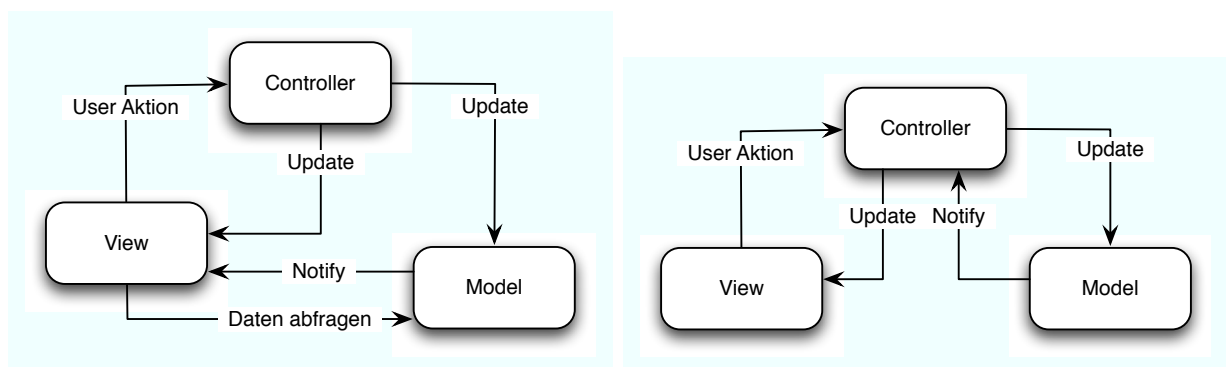 Controller
User Aktion
Update
Update
View
Notify
Model
Daten abfragen
Controller
User Aktion
Update
Update
Notify
View
Model